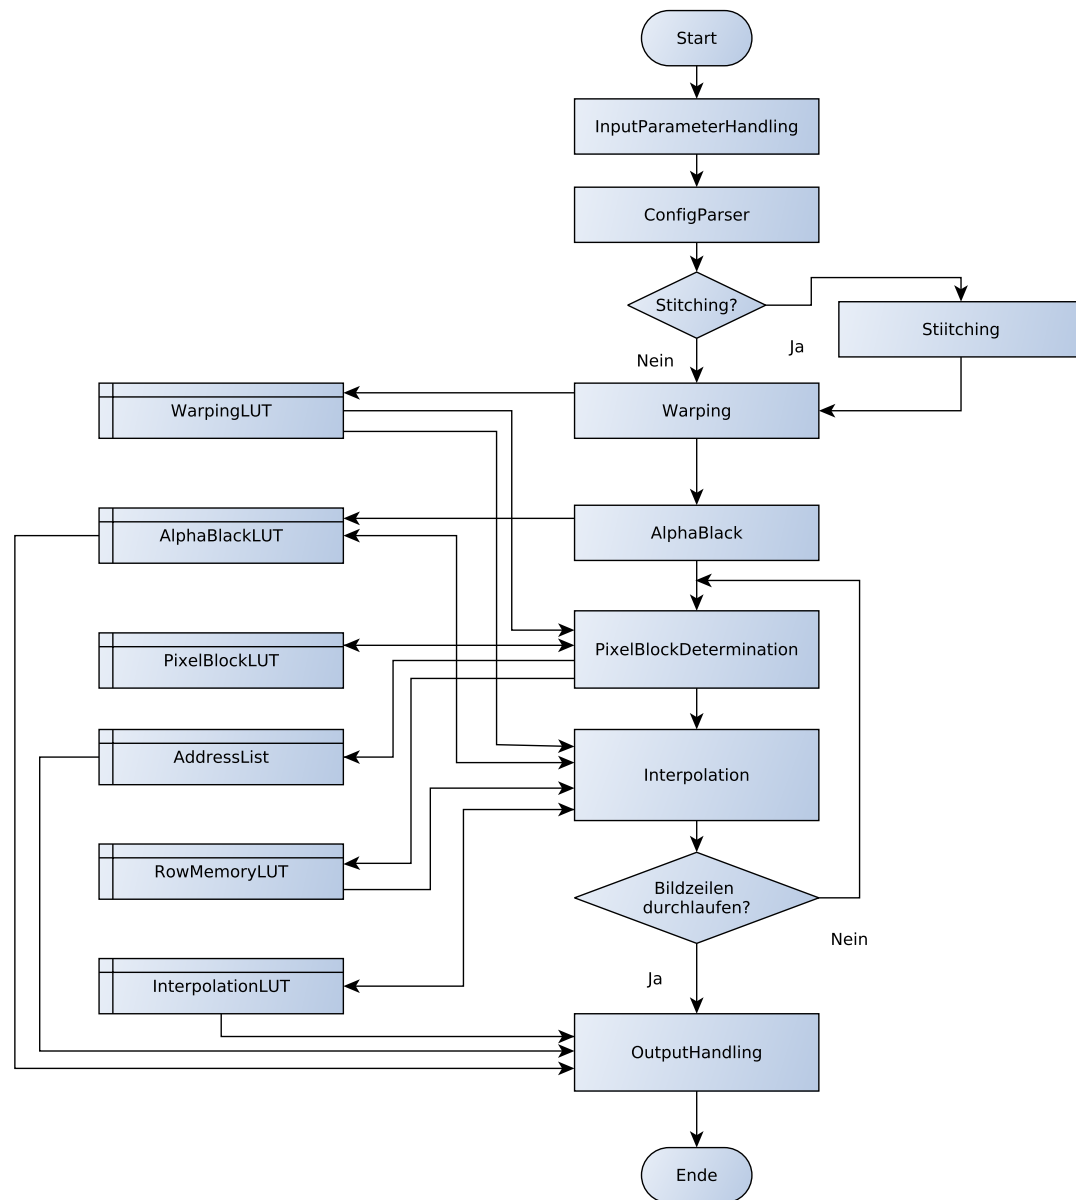 Start
InputParameterHandling
ConfigParser
Stitching?
Stiitching
Ja
Nein
WarpingLUT
Warping
AlphaBlackLUT
AlphaBlack
PixelBlockLUT
PixelBlockDetermination
AddressList
Interpolation
RowMemoryLUT
Bildzeilen
durchlaufen?
Nein
Ja
InterpolationLUT
OutputHandling
Ende